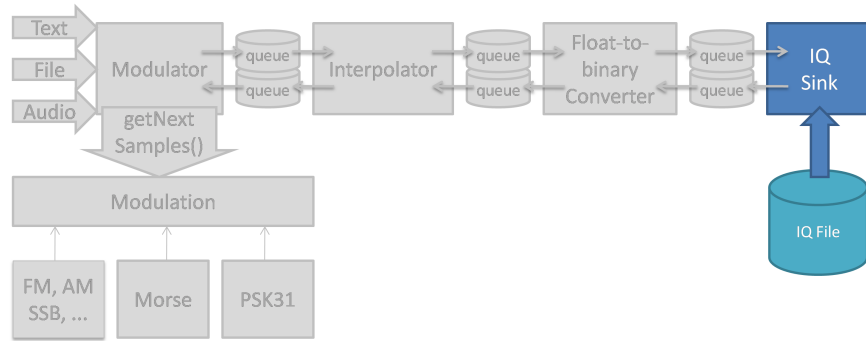 Text
File
Audio
Modulator
queue
queue
Interpolator
queue
queue
Float-to-
binary
Converter
queue
queue
IQ
Sink
getNext
Samples()
Modulation
IQ File
FM, AM
SSB, ...
Morse
PSK31